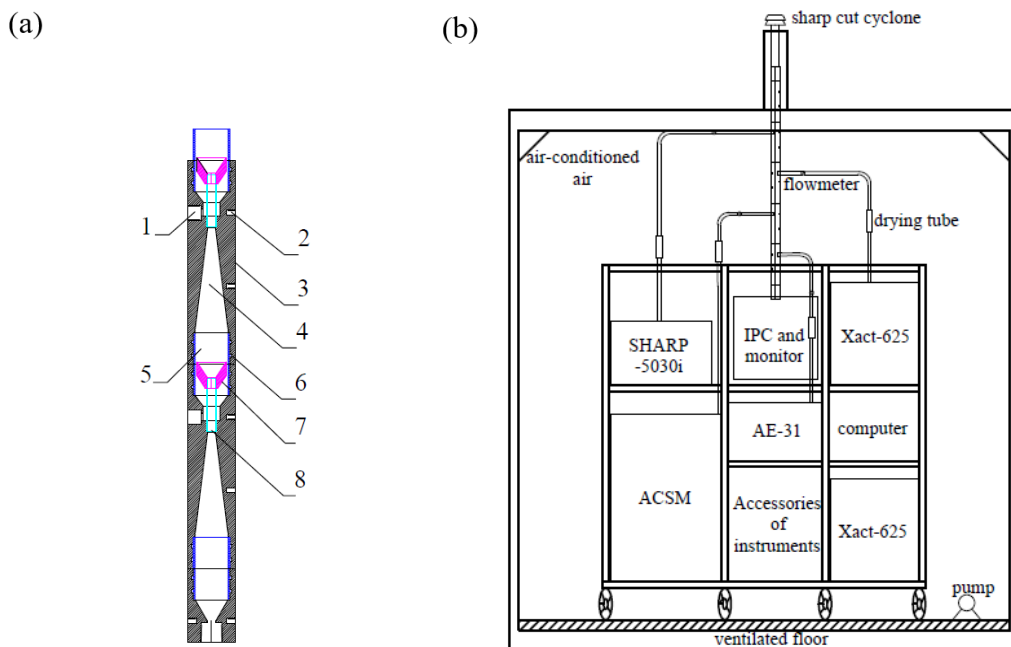 (a)
1
2
3
4
5
6
7
8
(b)
sharp cut cyclone
air-conditioned
air
flowmeter
drying tube
SHARP
-5030i
IPC and
monitor
Xact-625
AE-31
computer
ACSM
Accessories
of
instruments
Xact-625
pump
ventilated floor